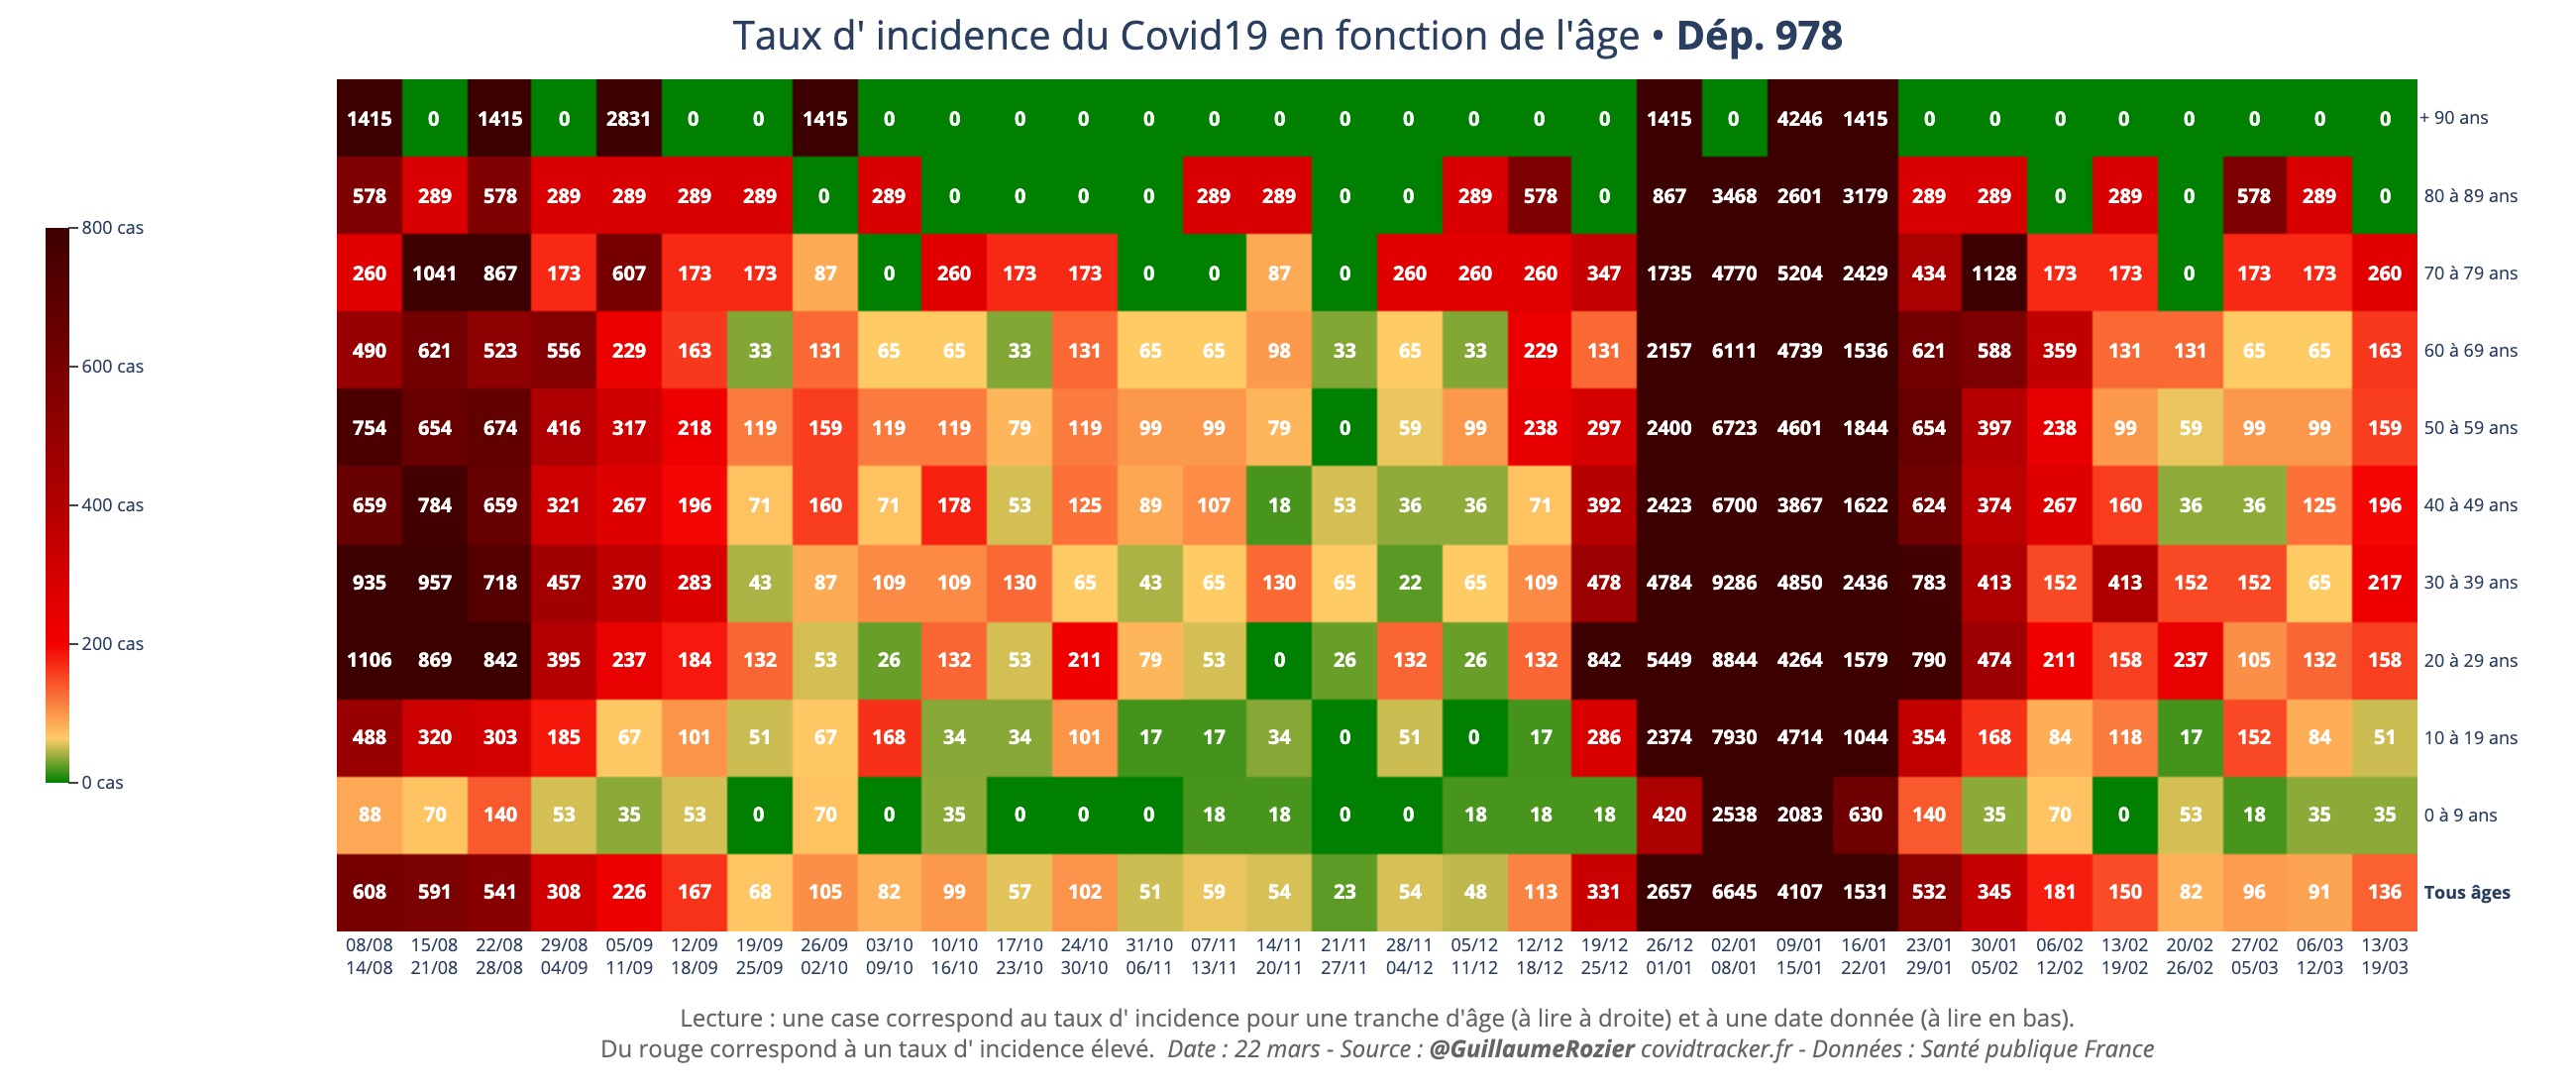 Taux d' incidence du Covid19 en fonction de l'âge • Dép. 978
1415 0 1415 0 2831 0 0 1415 0 0 0 0 0 0 0 0 0 0 0 0 1415 0 4246 1415 0 0 0 0 0 0 0 0 + 90 ans
578 289 578 289 289 289 289 0 289 0 0 0 0 289 289 0 0 289 578 0 867 3468 2601 3179 289 289 0 289 0 578 289 0 80 à 89 ans
800 cas
260 1041 867 173 607 173 173 87 0 260 173 173 0 0 87 0 260 260 260 347 1735 4770 5204 2429 434 1128 173 173 0 173 173 260 70 à 79 ans
490 621 523 556 229 163 33 131 65 65 33 131 65 65 98 33 65 33 229 131 2157 6111 4739 1536 621 588 359 131 131 65 65 163 60 à 69 ans
600 cas
754 654 674 416 317 218 119 159 119 119 79 119 99 99 79 0 59 99 238 297 2400 6723 4601 1844 654 397 238 99 59 99 99 159 50 à 59 ans
400 cas
659 784 659 321 267 196 71 160 71 178 53 125 89 107 18 53 36 36 71 392 2423 6700 3867 1622 624 374 267 160 36 36 125 196 40 à 49 ans
935 957 718 457 370 283 43 87 109 109 130 65 43 65 130 65 22 65 109 478 4784 9286 4850 2436 783 413 152 413 152 152 65 217 30 à 39 ans
200 cas
1106 869 842 395 237 184 132 53 26 132 53 211 79 53 0 26 132 26 132 842 5449 8844 4264 1579 790 474 211 158 237 105 132 158 20 à 29 ans
488 320 303 185 67 101 51 67 168 34 34 101 17 17 34 0 51 0 17 286 2374 7930 4714 1044 354 168 84 118 17 152 84 51 10 à 19 ans
0 cas
88 70 140 53 35 53 0 70 0 35 0 0 0 18 18 0 0 18 18 18 420 2538 2083 630 140 35 70 0 53 18 35 35 0 à 9 ans
608 591 541 308 226 167 68 105 82 99 57 102 51 59 54 23 54 48 113 331 2657 6645 4107 1531 532 345 181 150 82 96 91 136 Tous âges
08/08 15/08 22/08 29/08 05/09 12/09 19/09 26/09 03/10 10/10 17/10 24/10 31/10 07/11 14/11 21/11 28/11 05/12 12/12 19/12 26/12 02/01 09/01 16/01 23/01 30/01 06/02 13/02 20/02 27/02 06/03 13/03
14/08 21/08 28/08 04/09 11/09 18/09 25/09 02/10 09/10 16/10 23/10 30/10 06/11 13/11 20/11 27/11 04/12 11/12 18/12 25/12 01/01 08/01 15/01 22/01 29/01 05/02 12/02 19/02 26/02 05/03 12/03 19/03
Lecture : une case correspond au taux d' incidence pour une tranche d'âge (à lire à droite) et à une date donnée (à lire en bas).
Du rouge correspond à un taux d' incidence élevé. Date : 22 mars - Source : @GuillaumeRozier covidtracker.fr - Données : Santé publique France